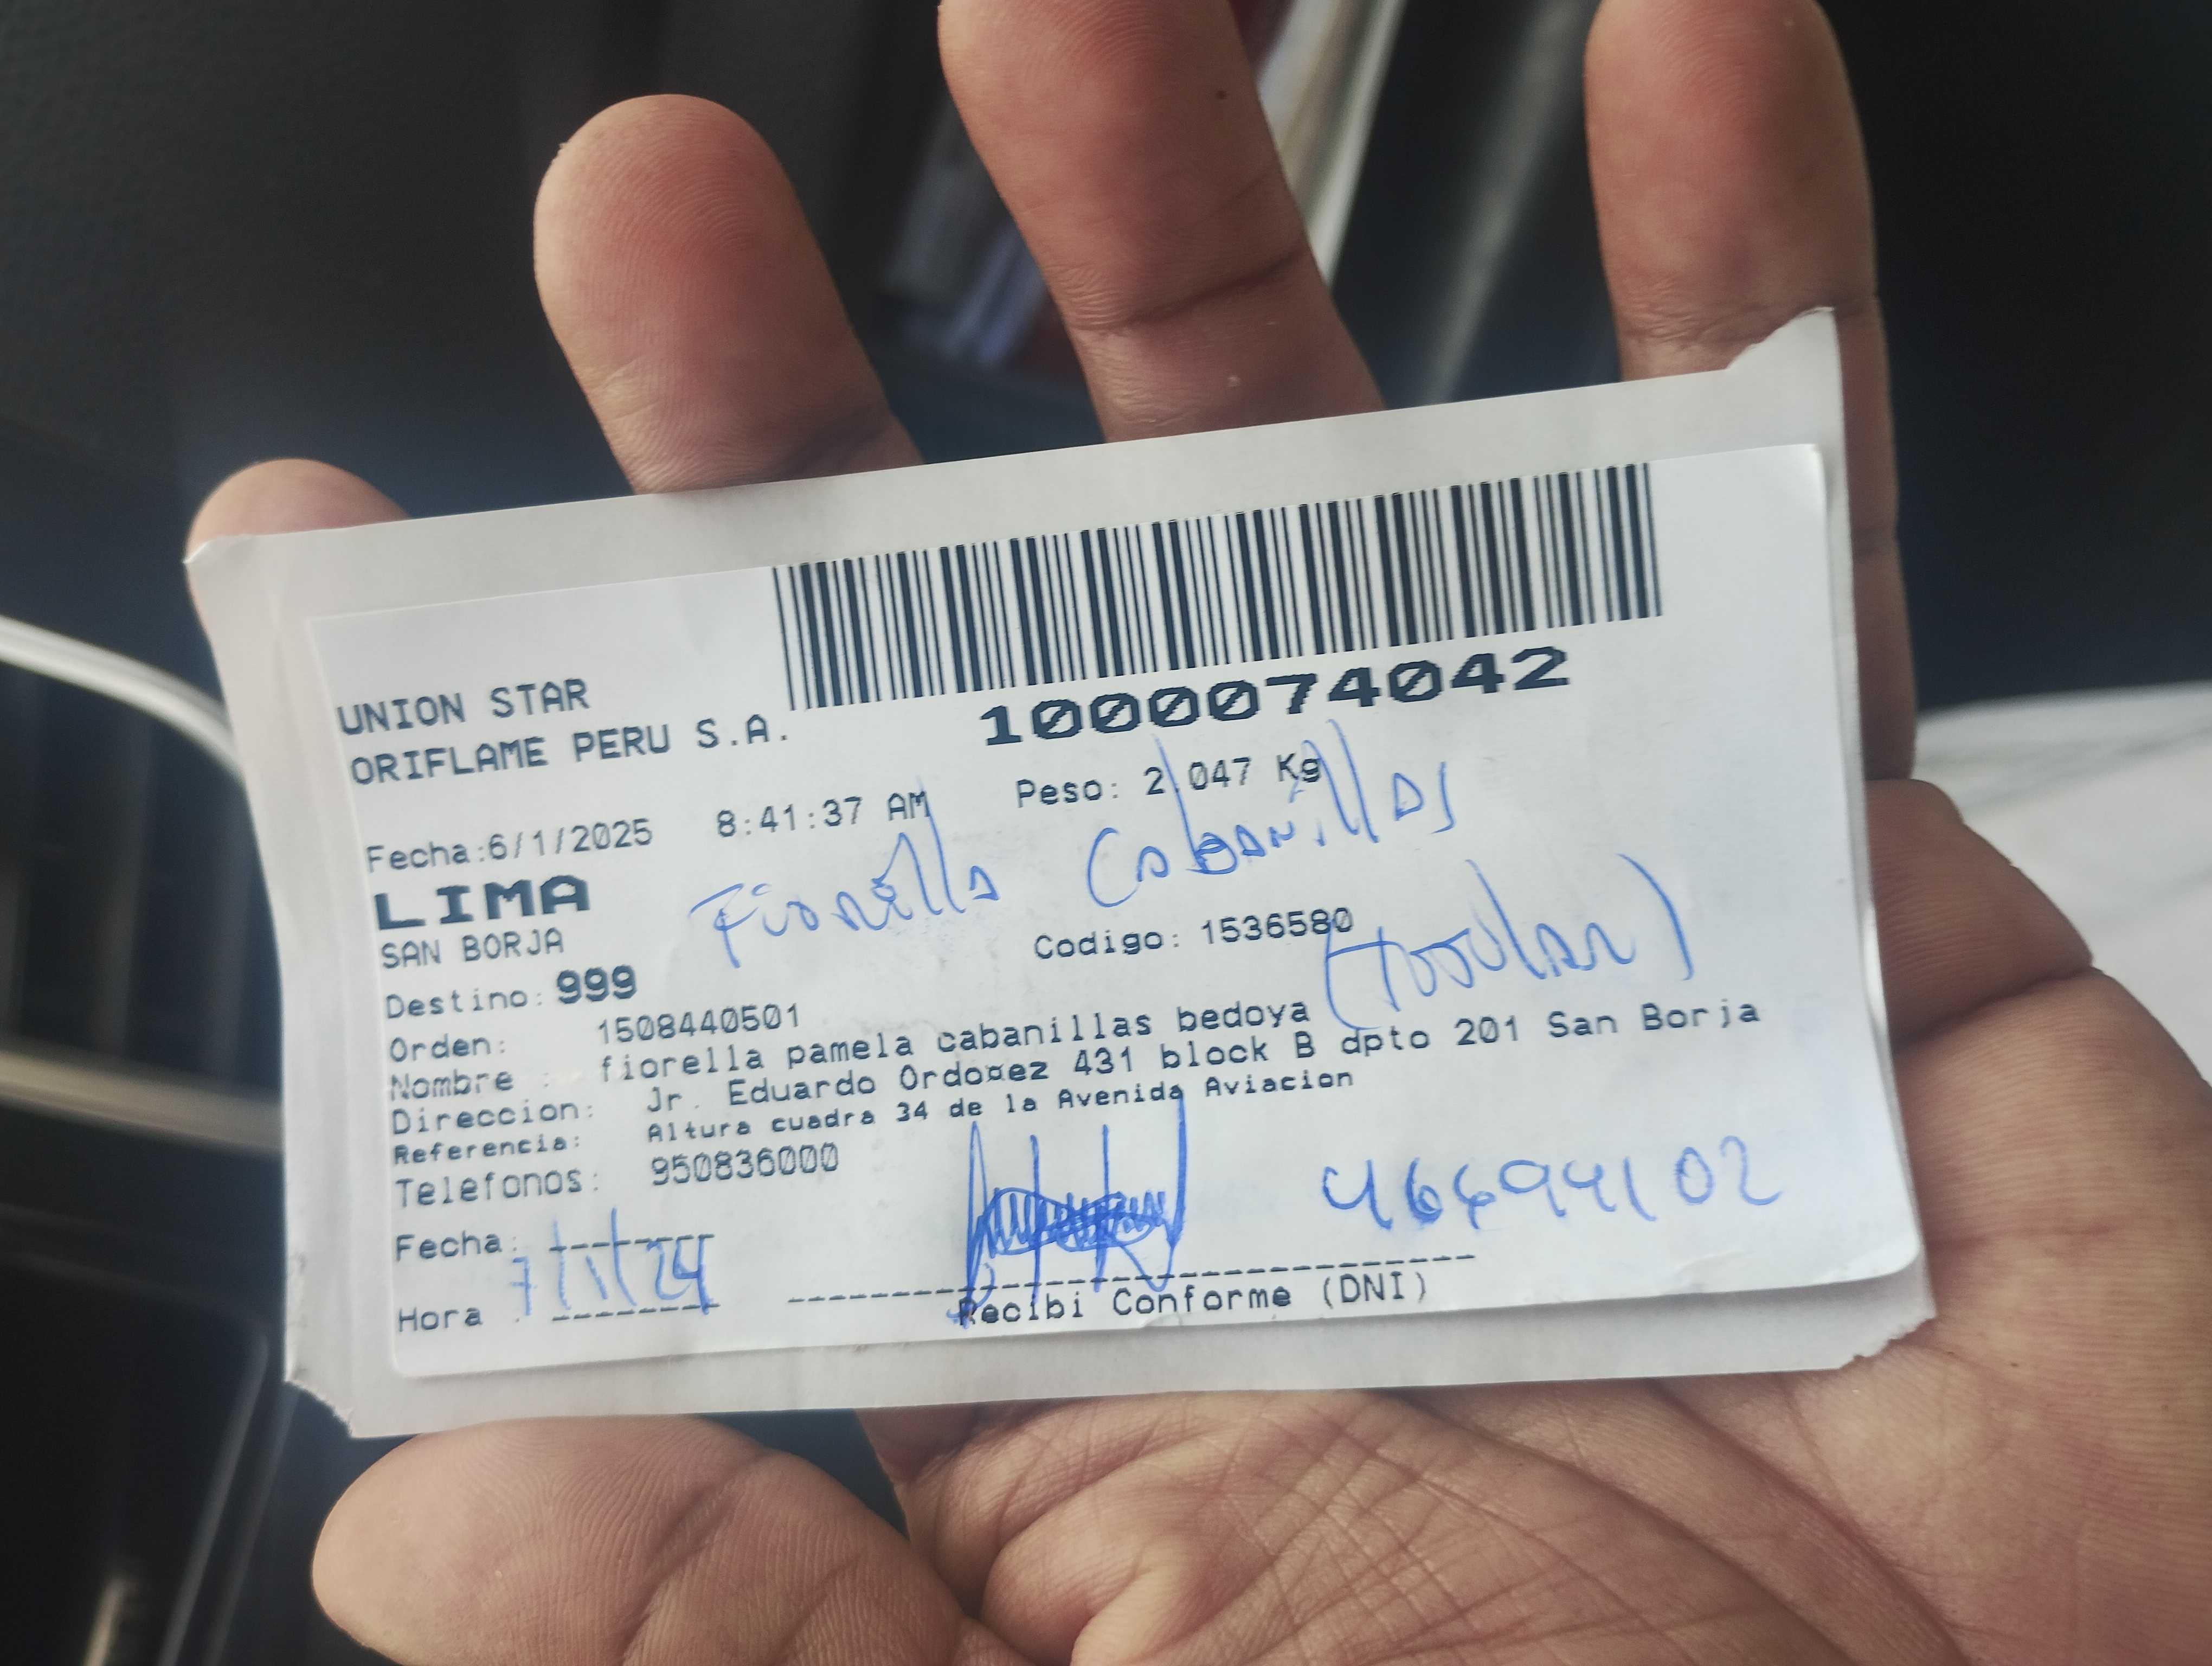 1000074042
UNION STAR
ORIFLAME PERU S.A.
Fecha:6/1/2025 8:41:37 AM Peso: 2.047 Kg
LIMA
Fiorella Cabanillas
SAN BORJA
Codigo: 1536580
(titular)
Destino: 999
Orden: 1508440501
Nombre : fiorella pamela cabanillas bedoya
Direccion: Jr. Eduardo Ordo¤ez 431 block B dpto 201 San Borja
Referencia: Altura cuadra 34 de la Avenida Aviacion
Telefonos: 950836000
Fecha:
7/1/24
Hora :
Recibi Conforme (DNI)